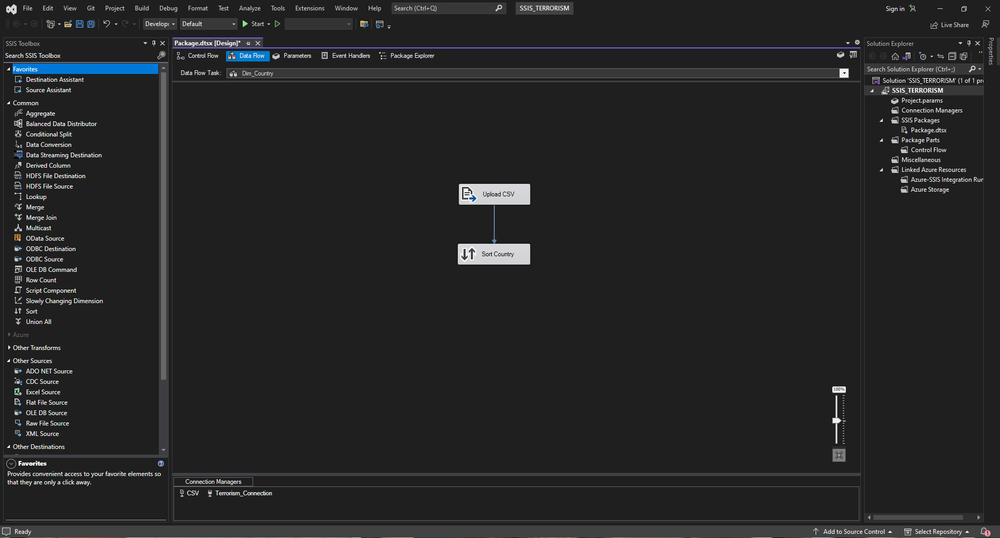 File Edit View Git Project Build Debug Format Test Analyze Tools Extensions Window Help Search (Ctrl+Q) SSIS_TERRORISM Sign in
Develop Default Start Live Share
SSIS Toolbox
Search SSIS Toolbox
Favorites
Destination Assistant
Source Assistant
Common
Aggregate
Balanced Data Distributor
Conditional Split
Data Conversion
Data Streaming Destination
Derived Column
HDFS File Destination
HDFS File Source
Lookup
Merge
Merge Join
Multicast
OData Source
ODBC Destination
ODBC Source
OLE DB Command
Row Count
Script Component
Slowly Changing Dimension
Sort
Union All
Azure
Other Transforms
Other Sources
ADO NET Source
CDC Source
Excel Source
Flat File Source
OLE DB Source
Raw File Source
XML Source
Other Destinations
Favorites
Provides convenient access to your favorite elements so
that they are only a click away.
Package.dtsx [Design]*
Control Flow Data Flow Parameters Event Handlers Package Explorer
Data Flow Task: Dim_Country
Upload CSV
Sort Country
100%
Connection Managers
CSV Terrorism_Connection
Solution Explorer
Search Solution Explorer (Ctrl+;)
Solution 'SSIS_TERRORISM' (1 of 1 pr
SSIS_TERRORISM
Project.params
Connection Managers
SSIS Packages
Package.dtsx
Package Parts
Control Flow
Miscellaneous
Linked Azure Resources
Azure-SSIS Integration Run
Azure Storage
Properties
Ready Add to Source Control Select Repository 1